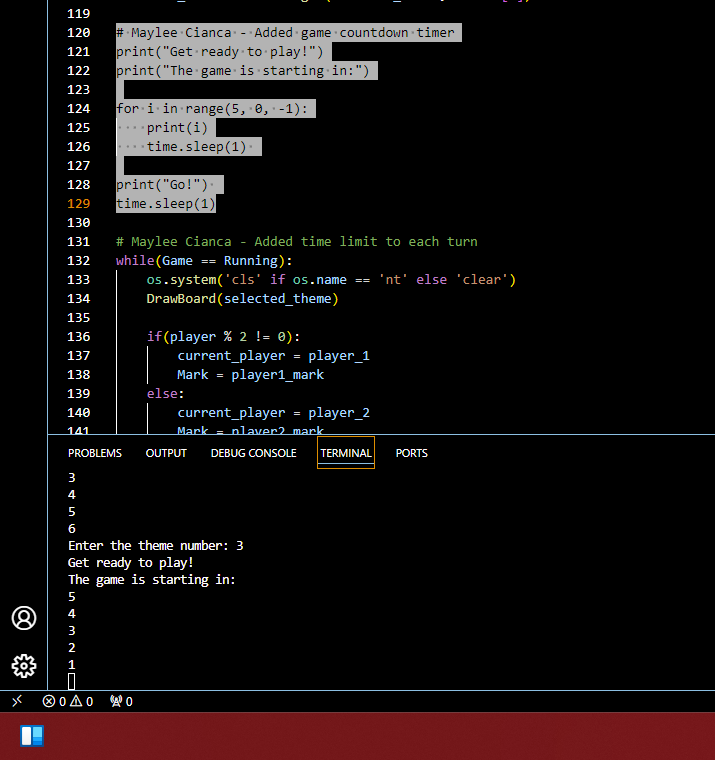 119
120 # Maylee Cianca - Added game countdown timer
121 print("Get ready to play!")
122 print("The game is starting in:")
123
124 for i in range(5, 0, -1):
125     print(i)
126     time.sleep(1)
127
128 print("Go!")
129 time.sleep(1)
130
131 # Maylee Cianca - Added time limit to each turn
132 while(Game == Running):
133     os.system('cls' if os.name == 'nt' else 'clear')
134     DrawBoard(selected_theme)
135
136     if(player % 2 != 0):
137         current_player = player_1
138         Mark = player1_mark
139     else:
140         current_player = player_2
141         Mark = player2_mark
PROBLEMS OUTPUT DEBUG CONSOLE TERMINAL PORTS
3
4
5
6
Enter the theme number: 3
Get ready to play!
The game is starting in:
5
4
3
2
1
0 0 0